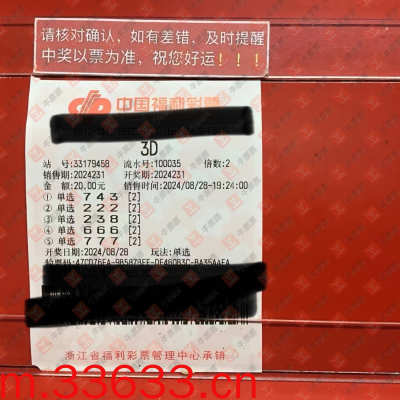 请核对确认,如有差错,及时提醒
中奖以票为准,祝您好运!!!
中国福利彩票
3D
站 号:33179458 流水号:100035 倍数:2
销售期:2024231 开奖期:2024231
金 额:20.00元 销售时间:2024/08/28-19:24:00
① 单选 7 4 3 [2]
② 单选 2 2 2 [2]
③ 单选 2 3 8 [2]
④ 单选 6 6 6 [2]
⑤ 单选 7 7 7 [2]
开奖日期:2024/08/28 玩法:单选
浙江省福利彩票管理中心承销
m.33633.cn